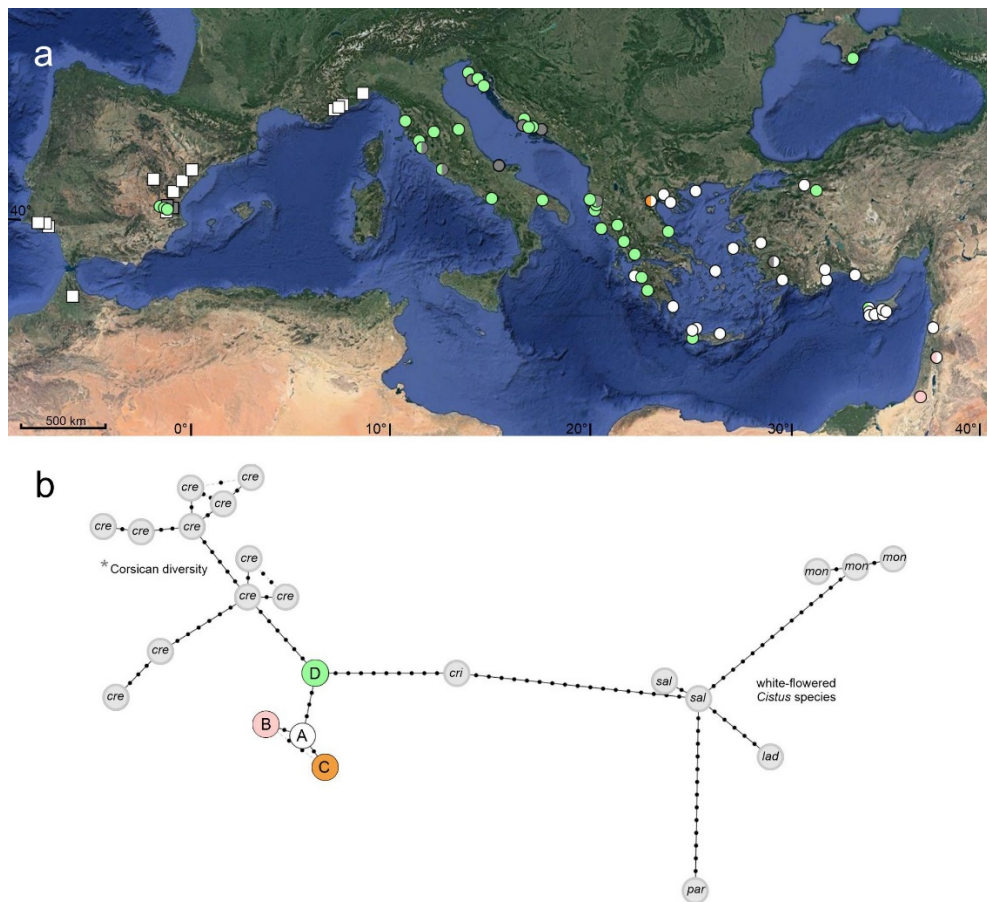 a
40°
500 km
0°
10°
20°
30°
40°
b
cre
cre
cre
cre
cre
cre
* Corsican diversity
cre
cre
cre
cre
cre
mon
mon
mon
D
cri
sal
sal
white-flowered
Cistus species
B
A
C
lad
par